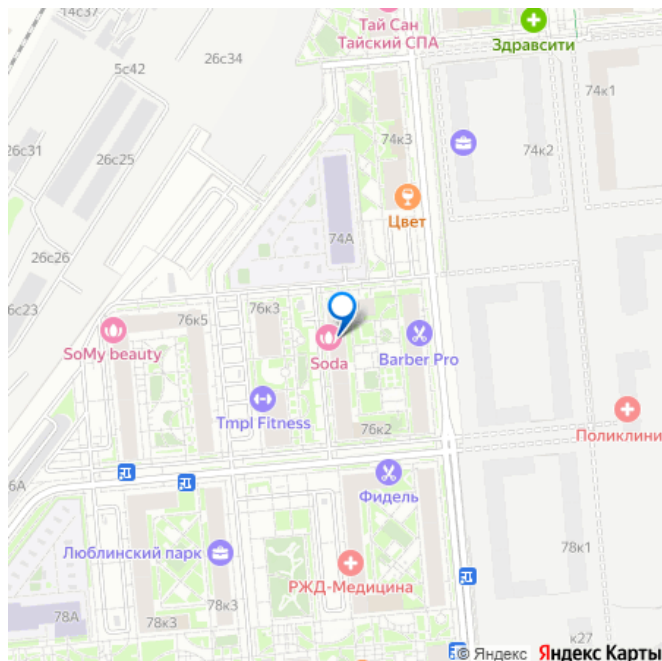 14с37
Тай Сан
Тайский СПА
Здравсити
5с42
26с34
74к1
74к3
74к2
26с31
26с25
Цвет
74А
26с26
26с23
76к3
76к5
SoMy beauty
Soda
Barber Pro
Tmpl Fitness
76к2
Поликлини
6А
Фидель
Люблинский парк
РЖД-Медицина
78к1
78А
78к3
78к3
к27
© Яндекс Яндекс Карты